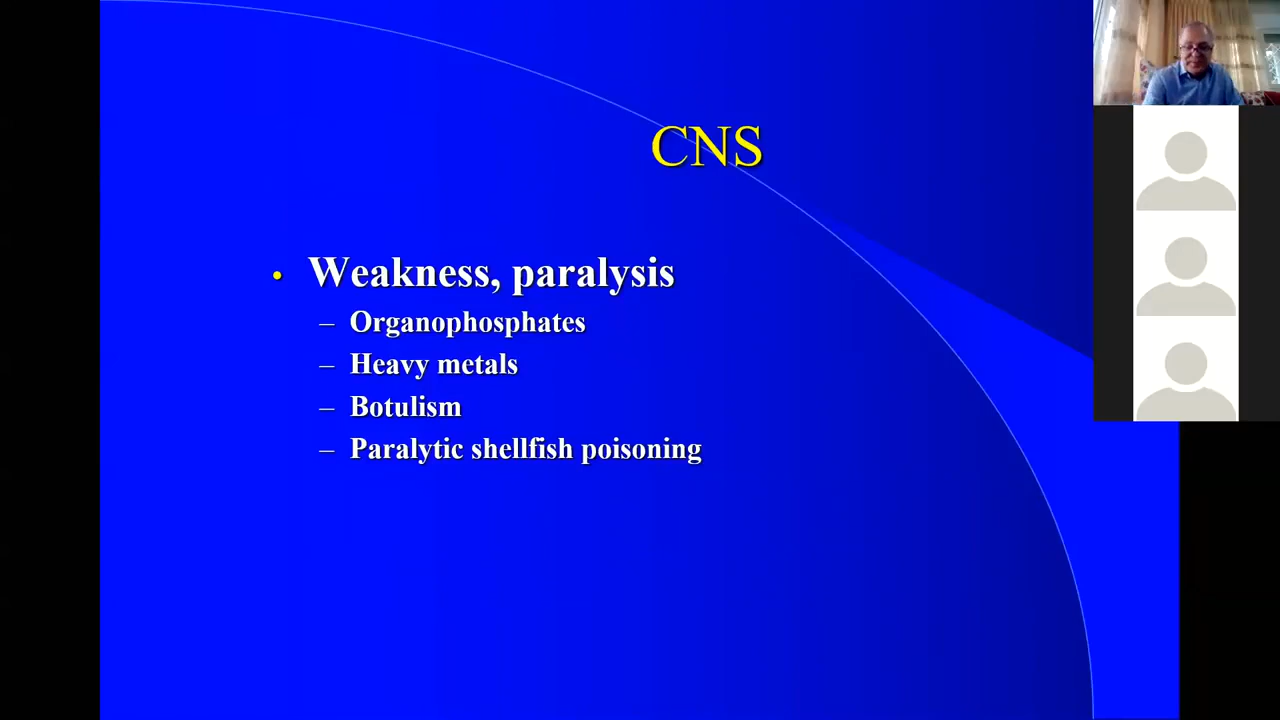 CNS
• Weakness, paralysis
– Organophosphates
– Heavy metals
– Botulism
– Paralytic shellfish poisoning